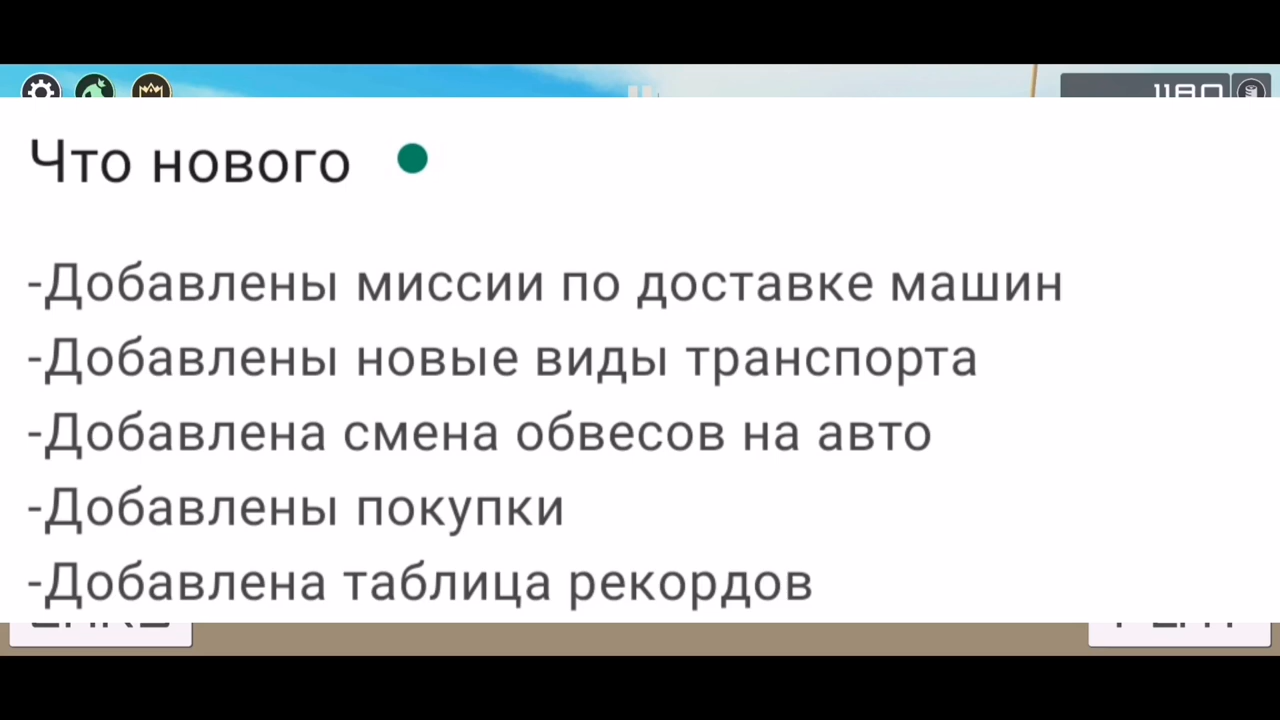 1180
Что нового
-Добавлены миссии по доставке машин
-Добавлены новые виды транспорта
-Добавлена смена обвесов на авто
-Добавлены покупки
-Добавлена таблица рекордов